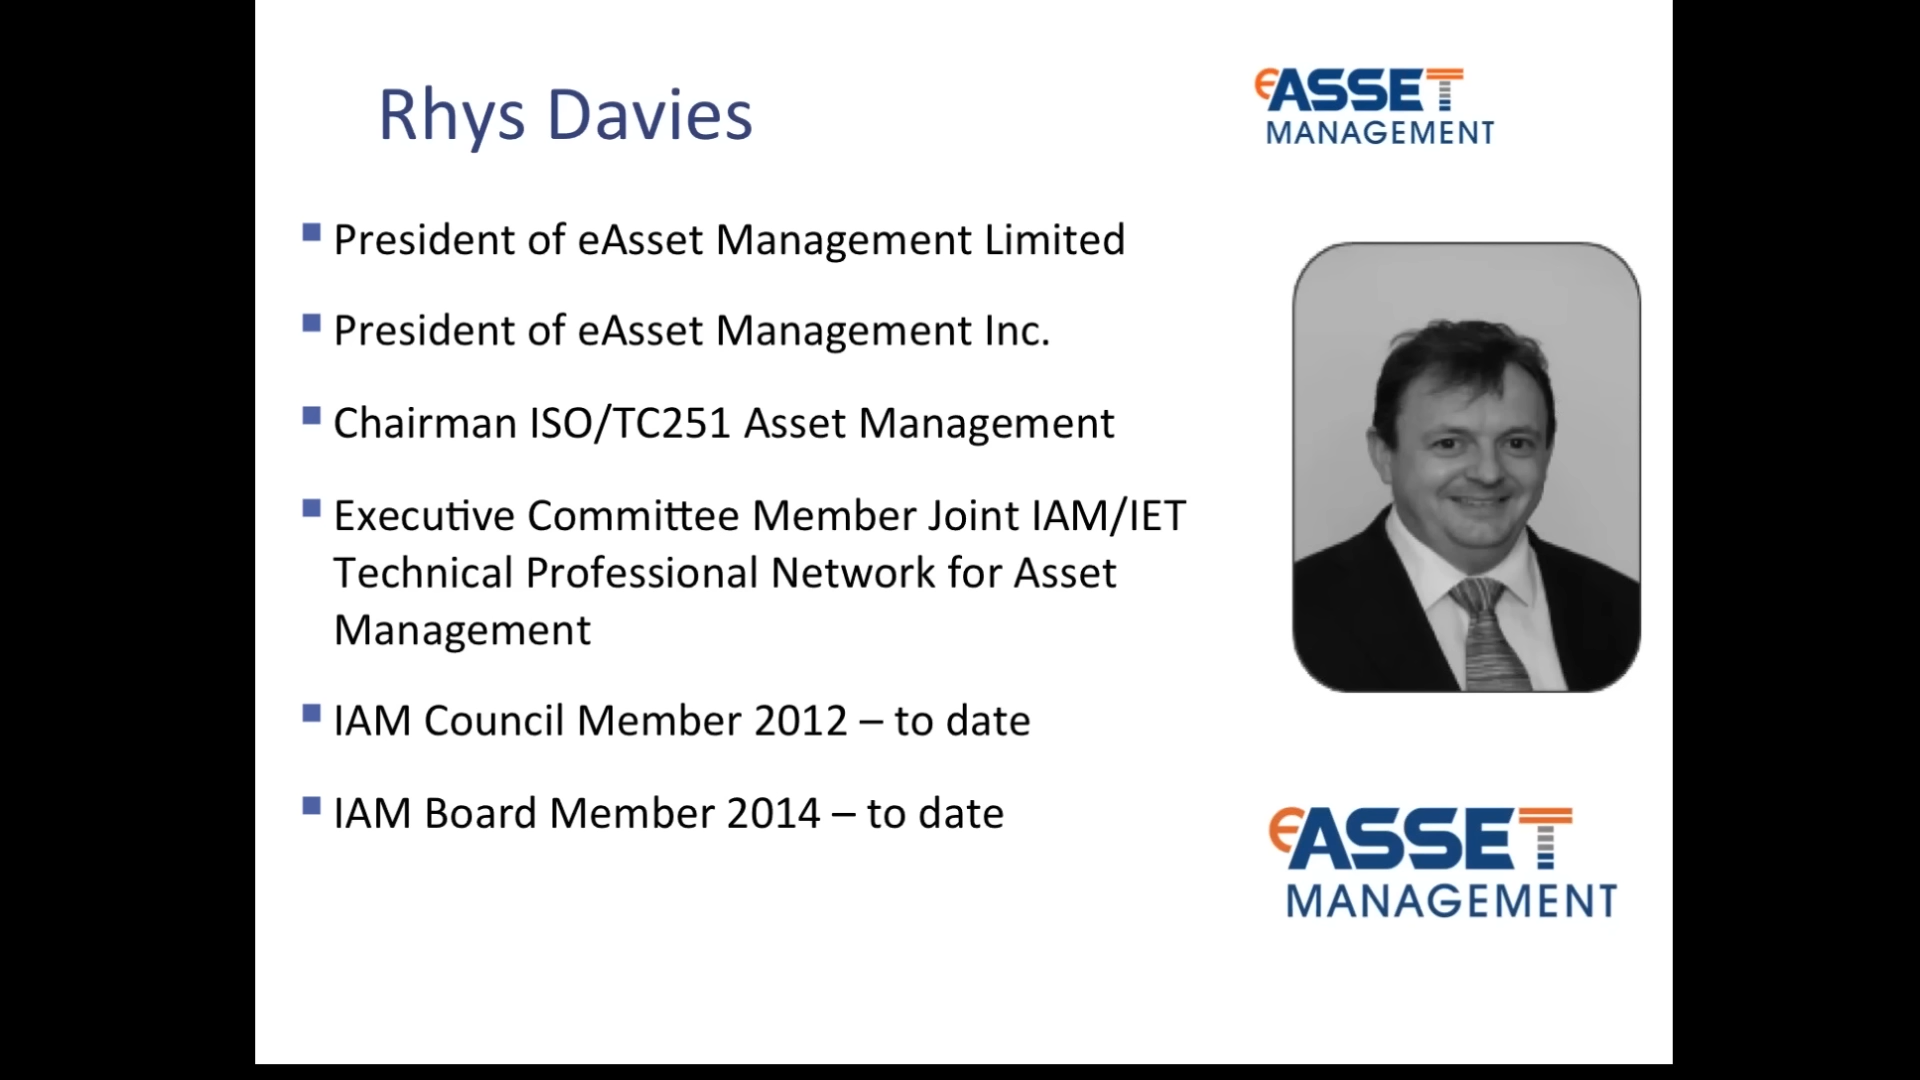 Rhys Davies
eASSET
MANAGEMENT
President of eAsset Management Limited
President of eAsset Management Inc.
Chairman ISO/TC251 Asset Management
Executive Committee Member Joint IAM/IET
Technical Professional Network for Asset
Management
IAM Council Member 2012 – to date
IAM Board Member 2014 – to date
eASSET
MANAGEMENT